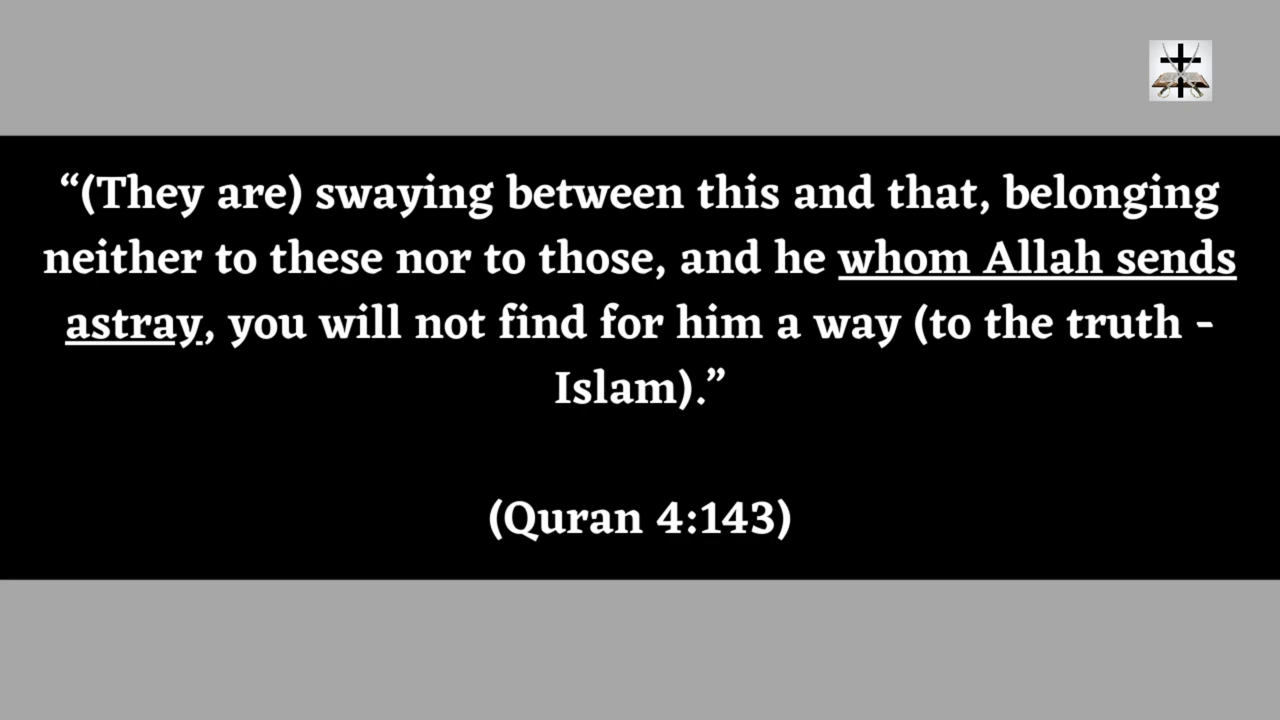 “(They are) swaying between this and that, belonging
neither to these nor to those, and he whom Allah sends
astray, you will not find for him a way (to the truth -
Islam).”
(Quran 4:143)